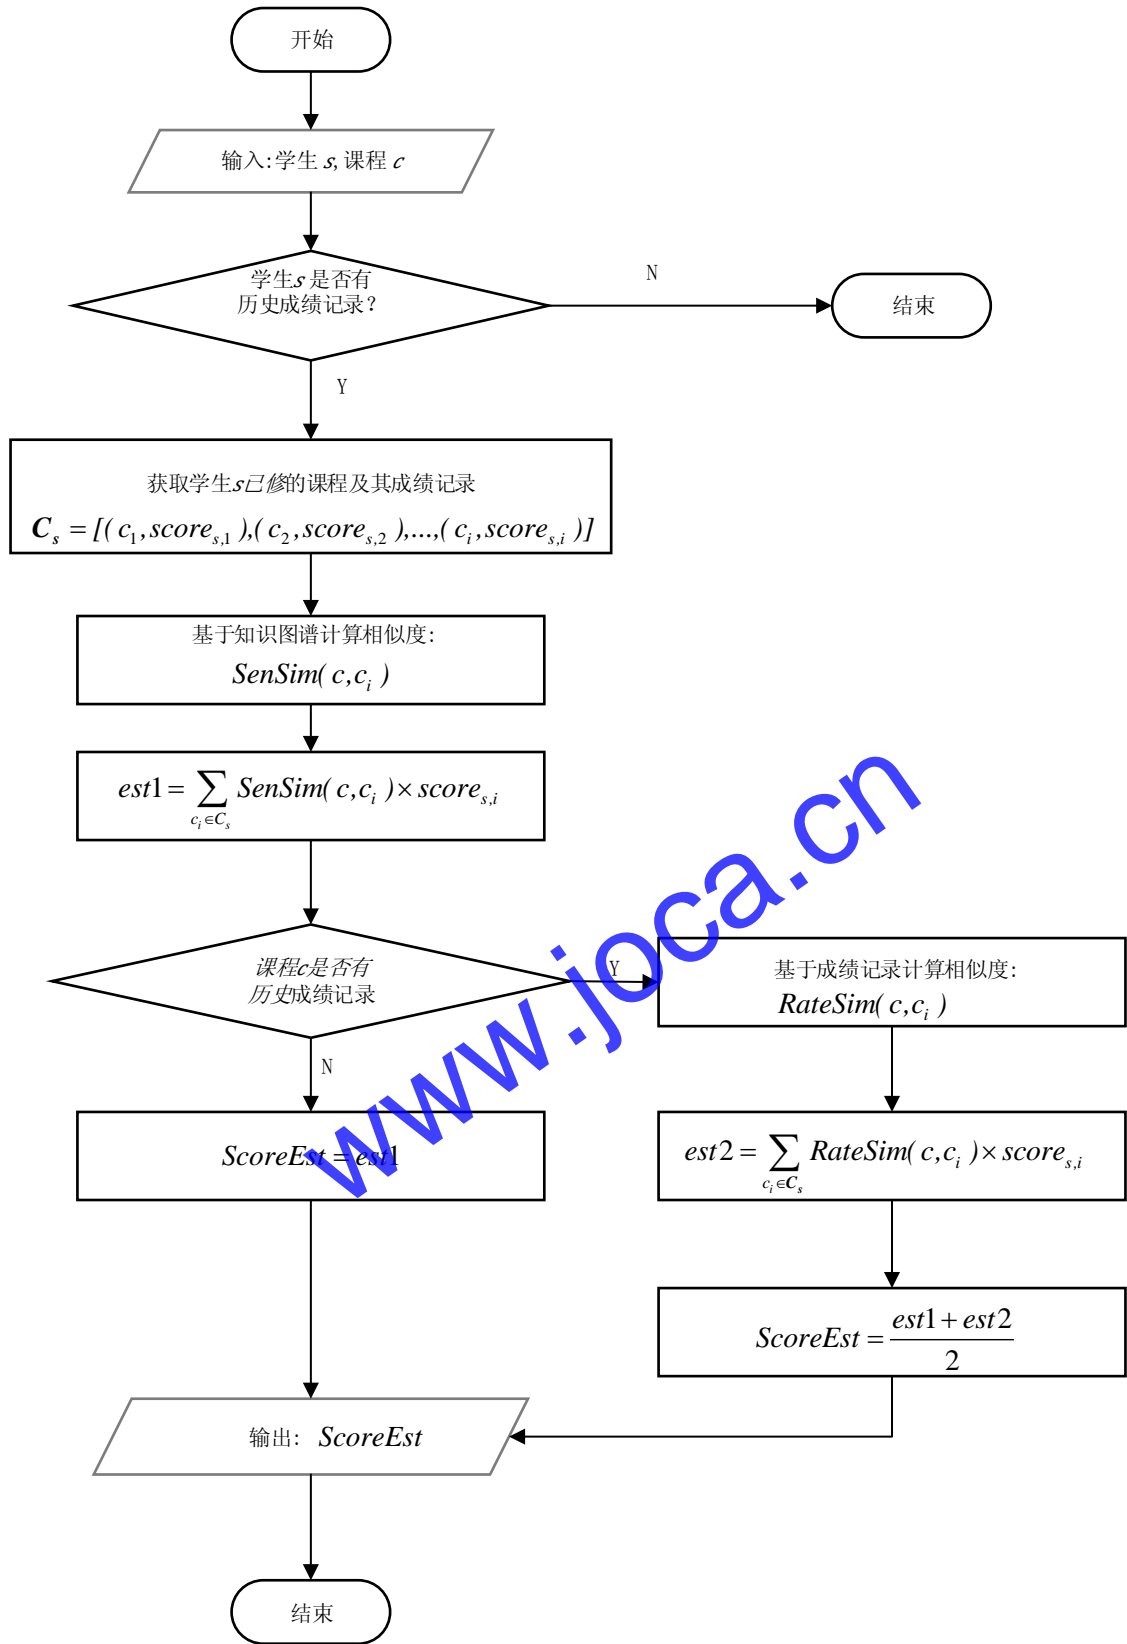 开始
输入:学生 s,课程 c
学生s 是否有
历史成绩记录？
N
结束
Y
获取学生s已修的课程及其成绩记录
C_s = [( c_1,score_{s,1} ),( c_2,score_{s,2} ),...,( c_i,score_{s,i} )]
基于知识图谱计算相似度:
SenSim( c,c_i )
est1 = ∑_{c_i∈C_s} SenSim( c,c_i ) × score_{s,i}
课程c是否有
历史成绩记录
Y
基于成绩记录计算相似度:
RateSim( c,c_i )
N
ScoreEst = est1
est2 = ∑_{c_i∈C_s} RateSim( c,c_i ) × score_{s,i}
ScoreEst = (est1 + est2) / 2
输出: ScoreEst
结束
www.joca.cn